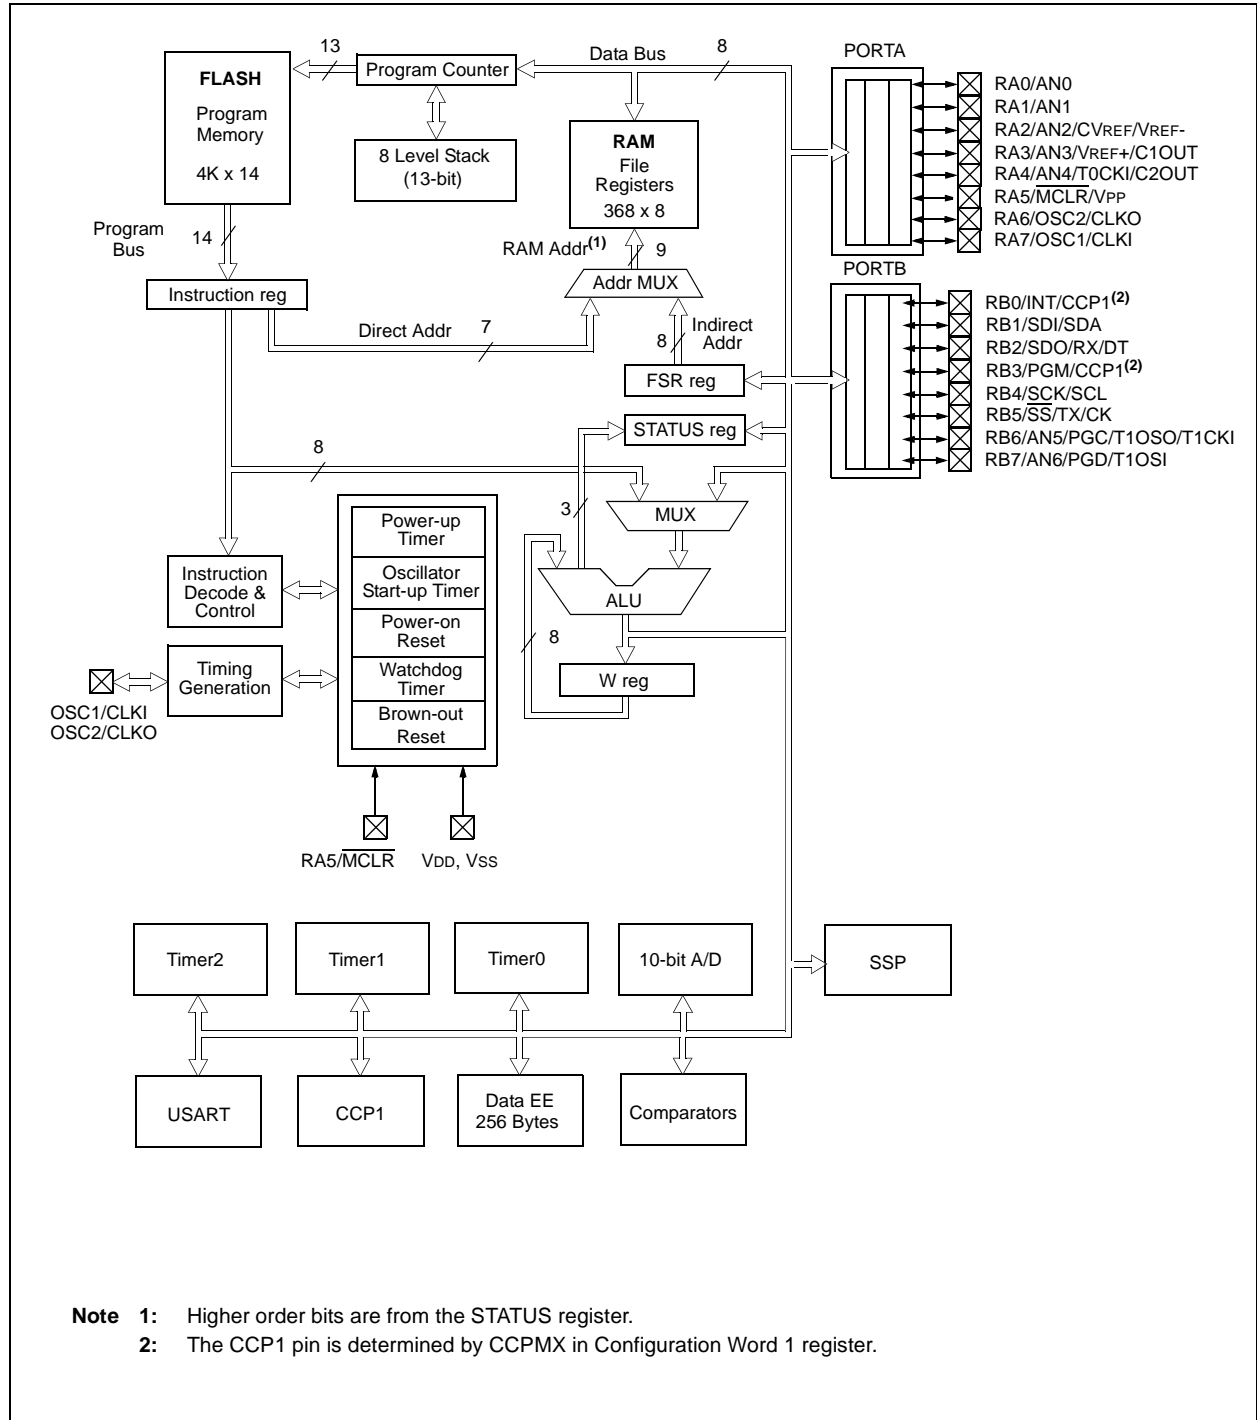 13
Data Bus
8
PORTA
FLASH
Program
Memory
4K x 14
Program Counter
8 Level Stack
(13-bit)
RAM
File
Registers
368 x 8
RA0/AN0
RA1/AN1
RA2/AN2/CVREF/VREF-
RA3/AN3/VREF+/C1OUT
RA4/AN4/T0CKI/C2OUT
RA5/MCLR/VPP
RA6/OSC2/CLKO
RA7/OSC1/CLKI
Program
Bus
14
RAM Addr(1)
9
PORTB
Instruction reg
Addr MUX
Direct Addr
7
8
Indirect
Addr
FSR reg
RB0/INT/CCP1(2)
RB1/SDI/SDA
RB2/SDO/RX/DT
RB3/PGM/CCP1(2)
RB4/SCK/SCL
RB5/SS/TX/CK
RB6/AN5/PGC/T1OSO/T1CKI
RB7/AN6/PGD/T1OSI
STATUS reg
8
3
MUX
Power-up
Timer
Oscillator
Start-up Timer
Power-on
Reset
Watchdog
Timer
Brown-out
Reset
Instruction
Decode &
Control
ALU
8
W reg
Timing
Generation
OSC1/CLKI
OSC2/CLKO
RA5/MCLR
VDD, VSS
Timer2
Timer1
Timer0
10-bit A/D
SSP
USART
CCP1
Data EE
256 Bytes
Comparators
Note 1: Higher order bits are from the STATUS register.
2: The CCP1 pin is determined by CCPMX in Configuration Word 1 register.